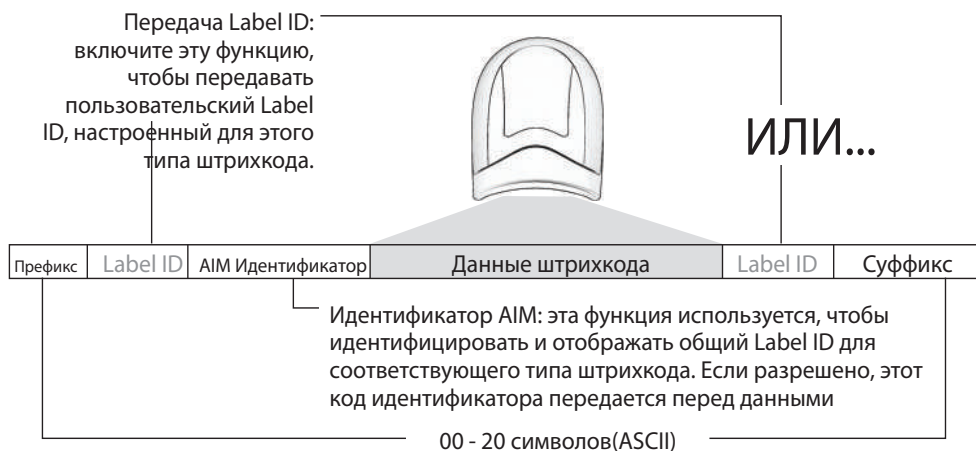 Передача Label ID:
включите эту функцию,
чтобы передавать
пользовательский Label
ID, настроенный для этого
типа штрихкода.
ИЛИ...
Префикс Label ID AIM Идентификатор Данные штрихкода Label ID Суффикс
Идентификатор AIM: эта функция используется, чтобы
идентифицировать и отображать общий Label ID для
соответствующего типа штрихкода. Если разрешено, этот
код идентификатора передается перед данными
00 - 20 символов(ASCII)